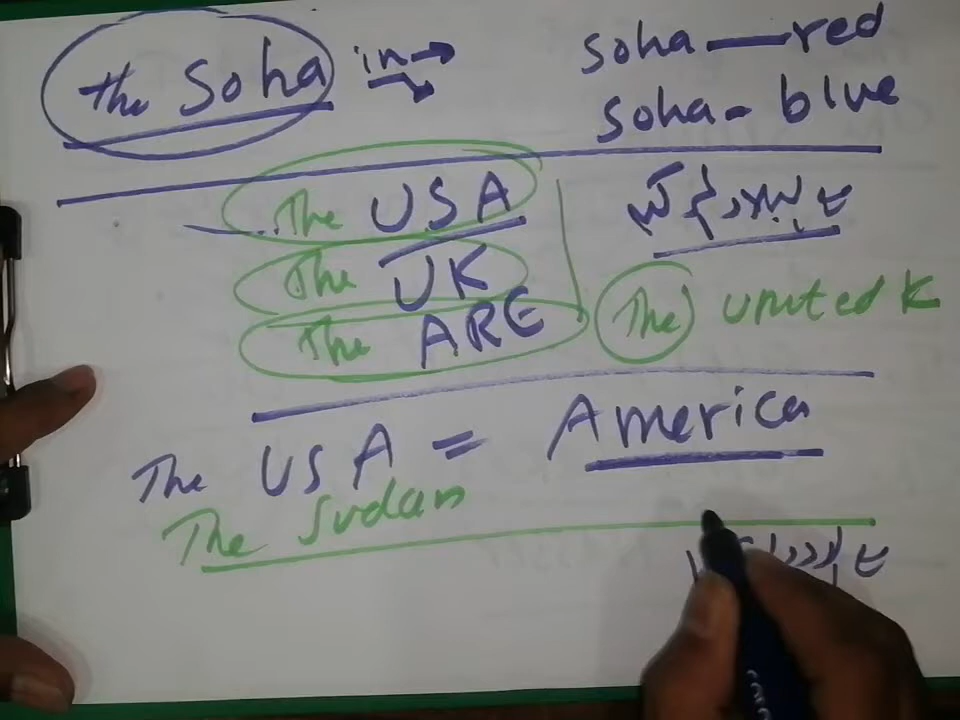 the Soha in → soha — red
soha - blue
The USA
The UK
The ARE The United K
The USA = America
The Sudan